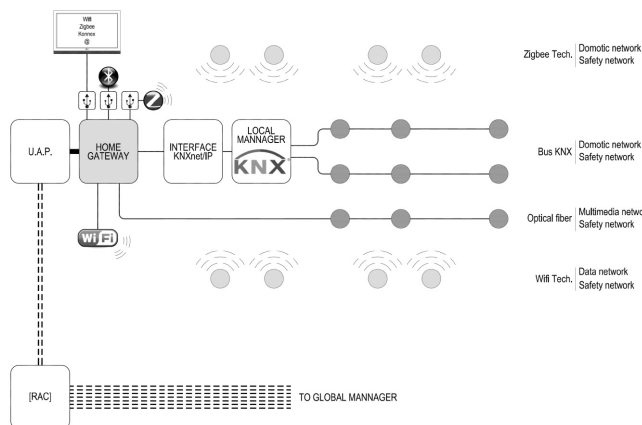 Wifi
Zigbee
Konnex
@
Zigbee Tech.
Domotic network
Safety network
U.A.P.
HOME
GATEWAY
INTERFACE
KNXnet/IP
LOCAL
MANNAGER
KNX
Bus KNX
Domotic network
Safety network
Optical fiber
Multimedia netwo
Safety network
Wi Fi
Wifi Tech.
Data network
Safety network
[RAC]
TO GLOBAL MANNAGER